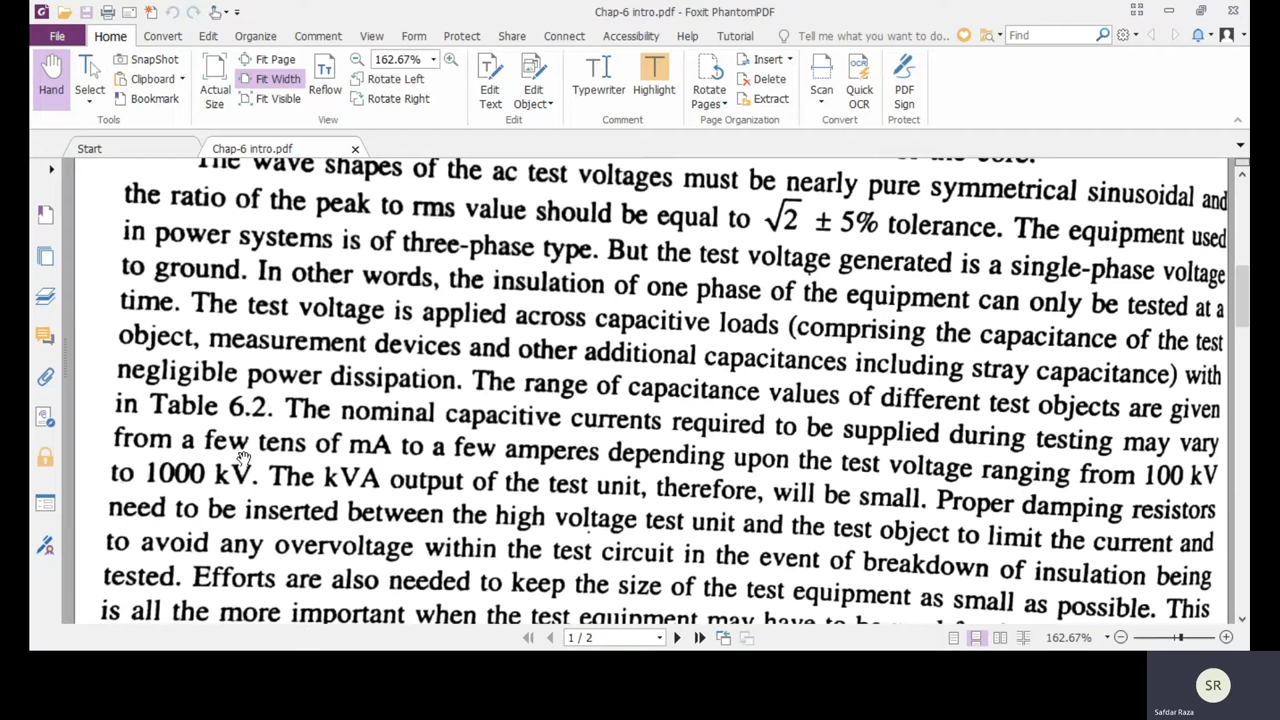 Chap-6 intro.pdf - Foxit PhantomPDF
File Home Convert Edit Organize Comment View Form Protect Share Connect Accessibility Help Tutorial Tell me what you want to do.. Find
Hand
Select
SnapShot
Clipboard
Bookmark
Tools
Actual Size
Fit Page
Fit Width
Fit Visible
Reflow
162.67%
Rotate Left
Rotate Right
View
Edit Text
Edit Object
Edit
Typewriter
Highlight
Comment
Rotate Pages
Insert
Delete
Extract
Page Organization
Scan
Quick OCR
Convert
PDF Sign
Protect
Start
Chap-6 intro.pdf
The wave shapes of the ac test voltages must be nearly pure symmetrical sinusoidal and
the ratio of the peak to rms value should be equal to √2 ± 5% tolerance. The equipment used
in power systems is of three-phase type. But the test voltage generated is a single-phase voltage
to ground. In other words, the insulation of one phase of the equipment can only be tested at a
time. The test voltage is applied across capacitive loads (comprising the capacitance of the test
object, measurement devices and other additional capacitances including stray capacitance) with
negligible power dissipation. The range of capacitance values of different test objects are given
in Table 6.2. The nominal capacitive currents required to be supplied during testing may vary
from a few tens of mA to a few amperes depending upon the test voltage ranging from 100 kV
to 1000 kV. The kVA output of the test unit, therefore, will be small. Proper damping resistors
need to be inserted between the high voltage test unit and the test object to limit the current and
to avoid any overvoltage within the test circuit in the event of breakdown of insulation being
tested. Efforts are also needed to keep the size of the test equipment as small as possible. This
is all the more important when the test equipment may have to be
1 / 2
162.67%
SR
Safdar Raza